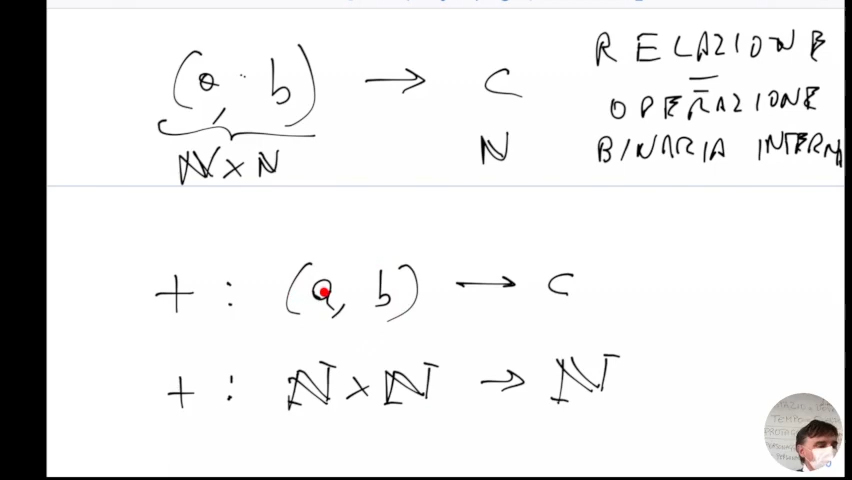 (a, b) → c RELAZIONE
OPERAZIONE
N×N N BINARIA INTERNA
+ : (a, b) → c
+ : N×N → N